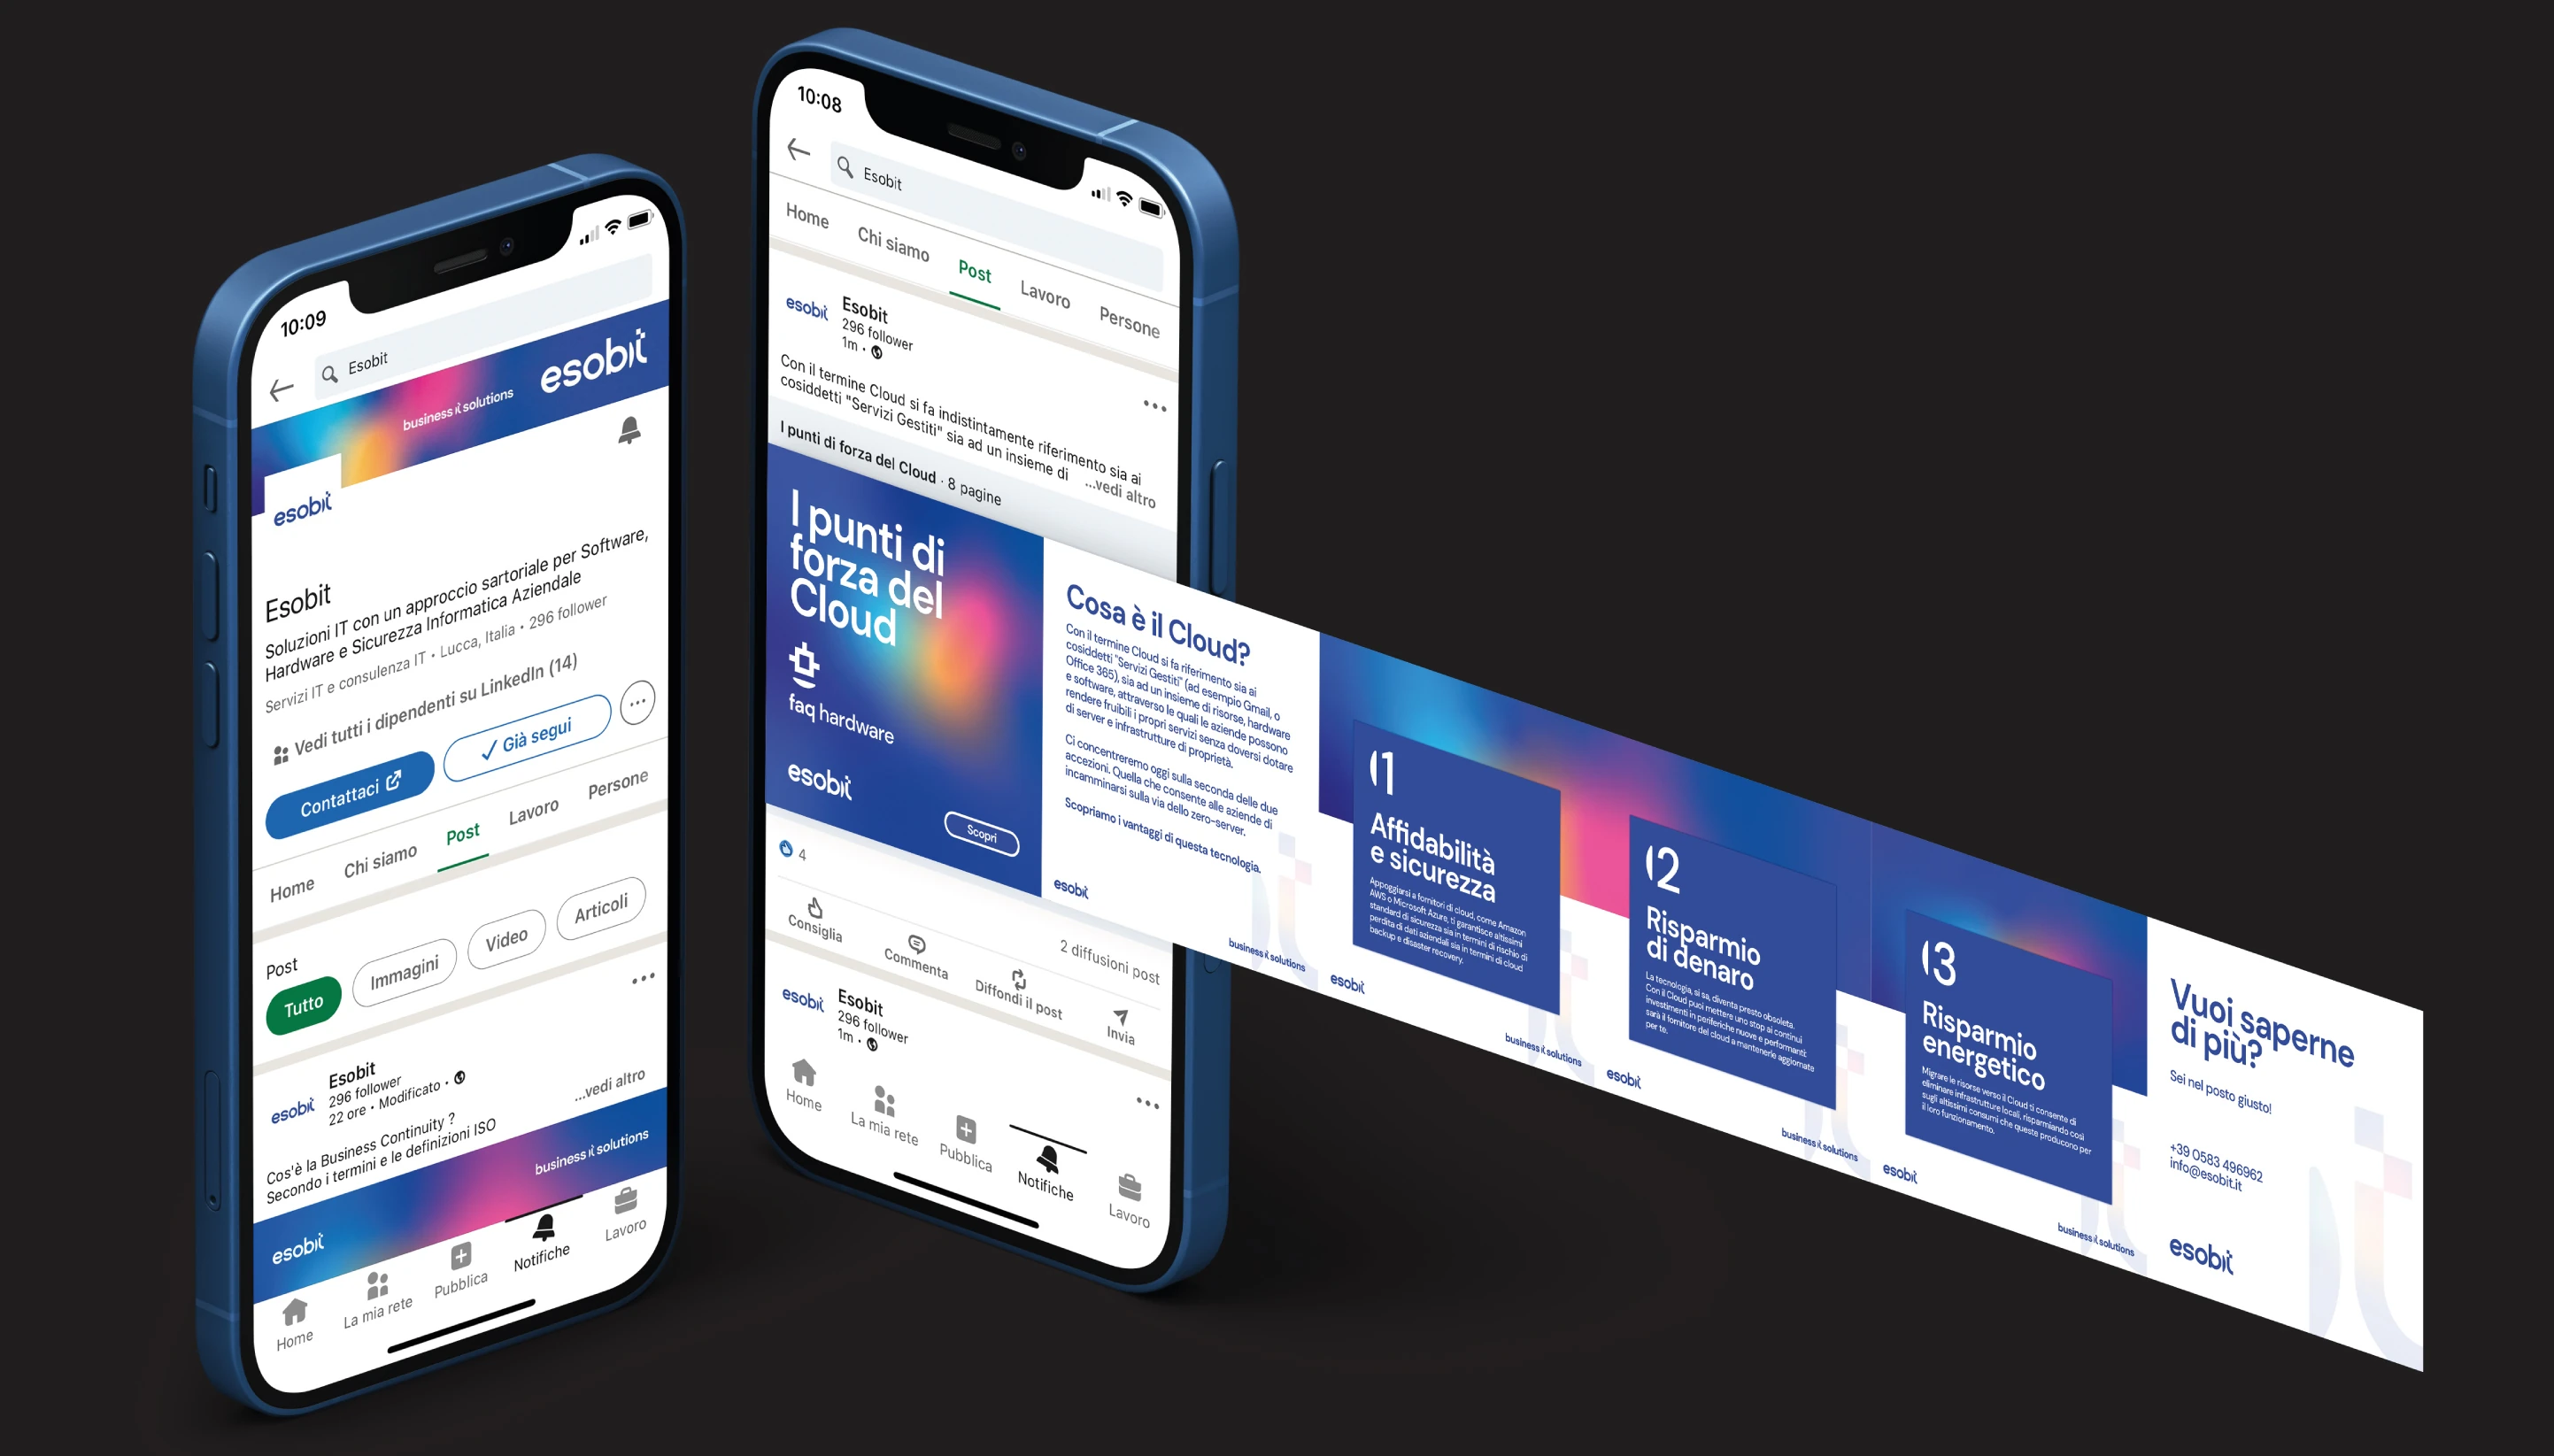 10:09
Esobit
business it solutions
esobit
esobit
Esobit
Soluzioni IT con un approccio sartoriale per Software,
Hardware e Sicurezza Informatica Aziendale
Servizi IT e consulenza IT • Lucca, Italia • 296 follower
Vedi tutti i dipendenti su LinkedIn (14)
Contattaci
Già segui
Home
Chi siamo
Post
Lavoro
Persone
Post
Tutto
Immagini
Video
Articoli
esobit
Esobit
296 follower
22 ore • Modificato •
Cos'è la Business Continuity ?
Secondo i termini e le definizioni ISO
...vedi altro
esobit
business it solutions
Home
La mia rete
Pubblica
Notifiche
Lavoro
10:08
Esobit
Home
Chi siamo
Post
Lavoro
Persone
esobit
Esobit
296 follower
1m •
Con il termine Cloud si fa indistintamente riferimento sia ai
cosiddetti "Servizi Gestiti" sia ad un insieme di
...vedi altro
I punti di forza del Cloud · 8 pagine
I punti di
forza del
Cloud
faq hardware
esobit
Scopri
Cosa è il Cloud?
Con il termine Cloud si fa riferimento sia ai
cosiddetti "Servizi Gestiti" (ad esempio Gmail, o
Office 365), sia ad un insieme di risorse, hardware
e software, attraverso le quali le aziende possono
rendere fruibili i propri servizi senza doversi dotare
di server e infrastrutture di proprietà.
Ci concentreremo oggi sulla seconda delle due
accezioni. Quella che consente alle aziende di
incamminarsi sulla via dello zero-server.
Scopriamo i vantaggi di questa tecnologia.
esobit
business it solutions
1
Affidabilità
e sicurezza
Appoggiarsi a fornitori di cloud, come Amazon
AWS o Microsoft Azure, ti garantisce altissimi
standard di sicurezza sia in termini di rischio di
perdita di dati aziendali sia in termini di cloud
backup e disaster recovery.
esobit
business it solutions
2
Risparmio
di denaro
La tecnologia, si sa, diventa presto obsoleta.
Con il Cloud puoi mettere uno stop ai continui
investimenti in periferiche nuove e performanti:
sarà il fornitore del cloud a mantenerle aggiornate
per te.
esobit
business it solutions
3
Risparmio
energetico
Migrare le risorse verso il Cloud ti consente di
eliminare infrastrutture locali, risparmiando così
sugli altissimi consumi che queste producono per
il loro funzionamento.
esobit
business it solutions
Vuoi saperne
di più?
Sei nel posto giusto!
+39 0583 496962
info@esobit.it
esobit
4
2 diffusioni post
Consiglia
Commenta
Diffondi il post
Invia
esobit
Esobit
296 follower
1m •
Home
La mia rete
Pubblica
Notifiche
Lavoro